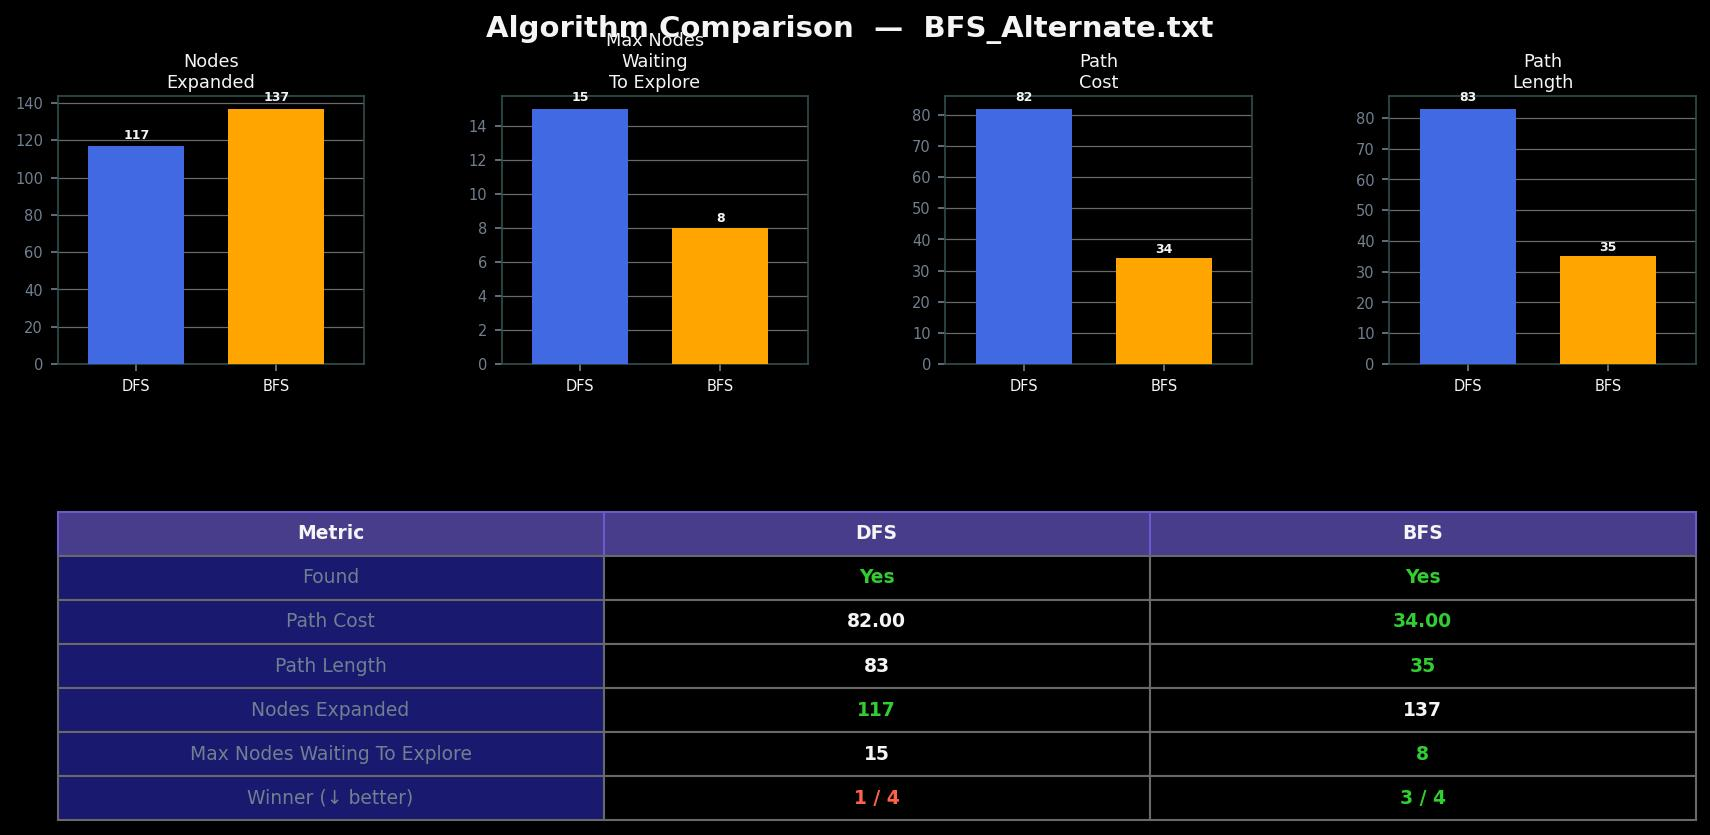 Algorithm Comparison — BFS_Alternate.txt
Nodes
Expanded
140
120
100
80
60
40
20
0
117
137
DFS
BFS
Max Nodes
Waiting
To Explore
14
12
10
8
6
4
2
0
15
8
DFS
BFS
Path
Cost
80
70
60
50
40
30
20
10
0
82
34
DFS
BFS
Path
Length
80
70
60
50
40
30
20
10
0
83
35
DFS
BFS
Metric DFS BFS
Found Yes Yes
Path Cost 82.00 34.00
Path Length 83 35
Nodes Expanded 117 137
Max Nodes Waiting To Explore 15 8
Winner (↓ better) 1 / 4 3 / 4